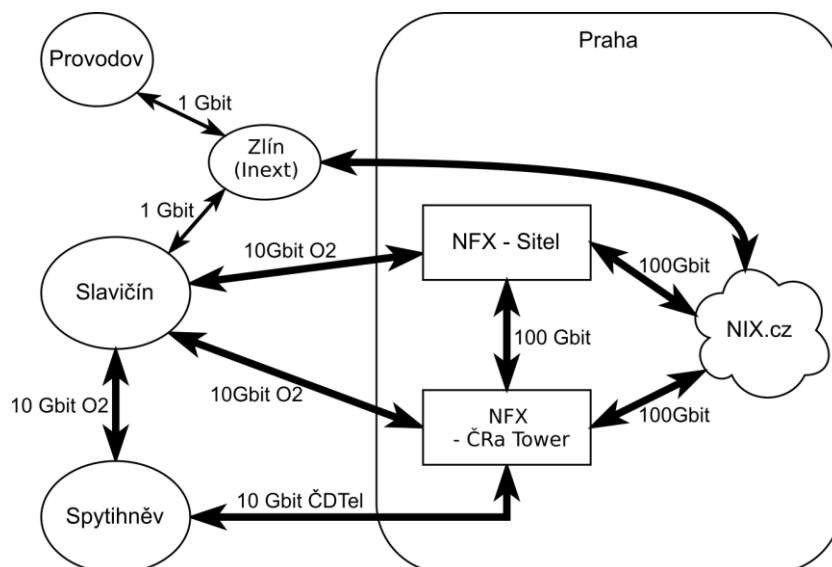 Praha
Provodov
1 Gbit
Zlín
(Inext)
1 Gbit
10Gbit O2
NFX - Sitel
100Gbit
Slavičín
NIX.cz
100 Gbit
10Gbit O2
10 Gbit O2
NFX
- ČRa Tower
100Gbit
Spytihněv
10 Gbit ČDTel